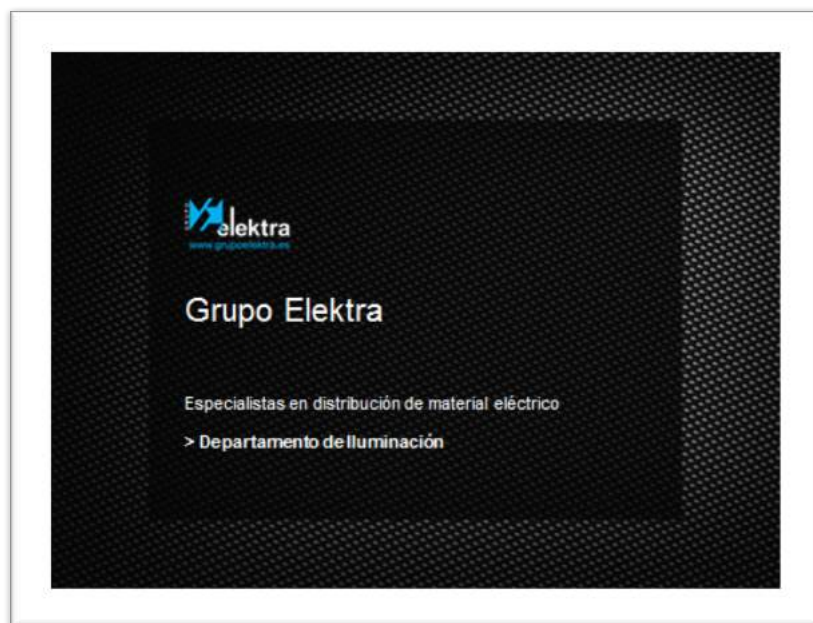 elektra
www.grupoelektra.es
Grupo Elektra
Especialistas en distribución de material eléctrico
> Departamento de Iluminación